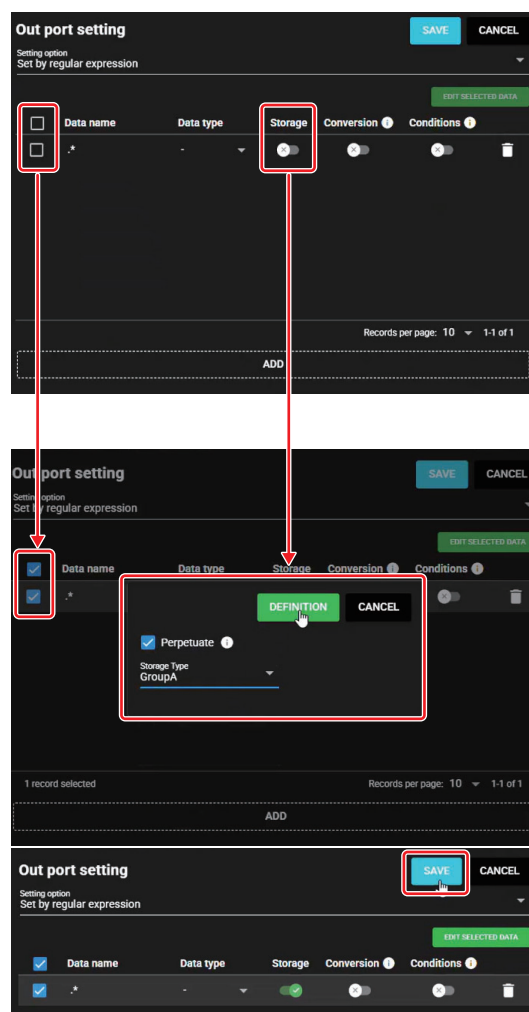 Out port setting
SAVE CANCEL
Setting option
Set by regular expression
EDIT SELECTED DATA
Data name Data type Storage Conversion Conditions
.* -
Records per page: 10 1-1 of 1
ADD
Out port setting
SAVE CANCEL
Setting option
Set by regular expression
EDIT SELECTED DATA
Data name Data type Storage Conversion Conditions
.*
DEFINITION CANCEL
Perpetuate
Storage Type
GroupA
1 record selected Records per page: 10 1-1 of 1
ADD
Out port setting
SAVE CANCEL
Setting option
Set by regular expression
EDIT SELECTED DATA
Data name Data type Storage Conversion Conditions
.* -